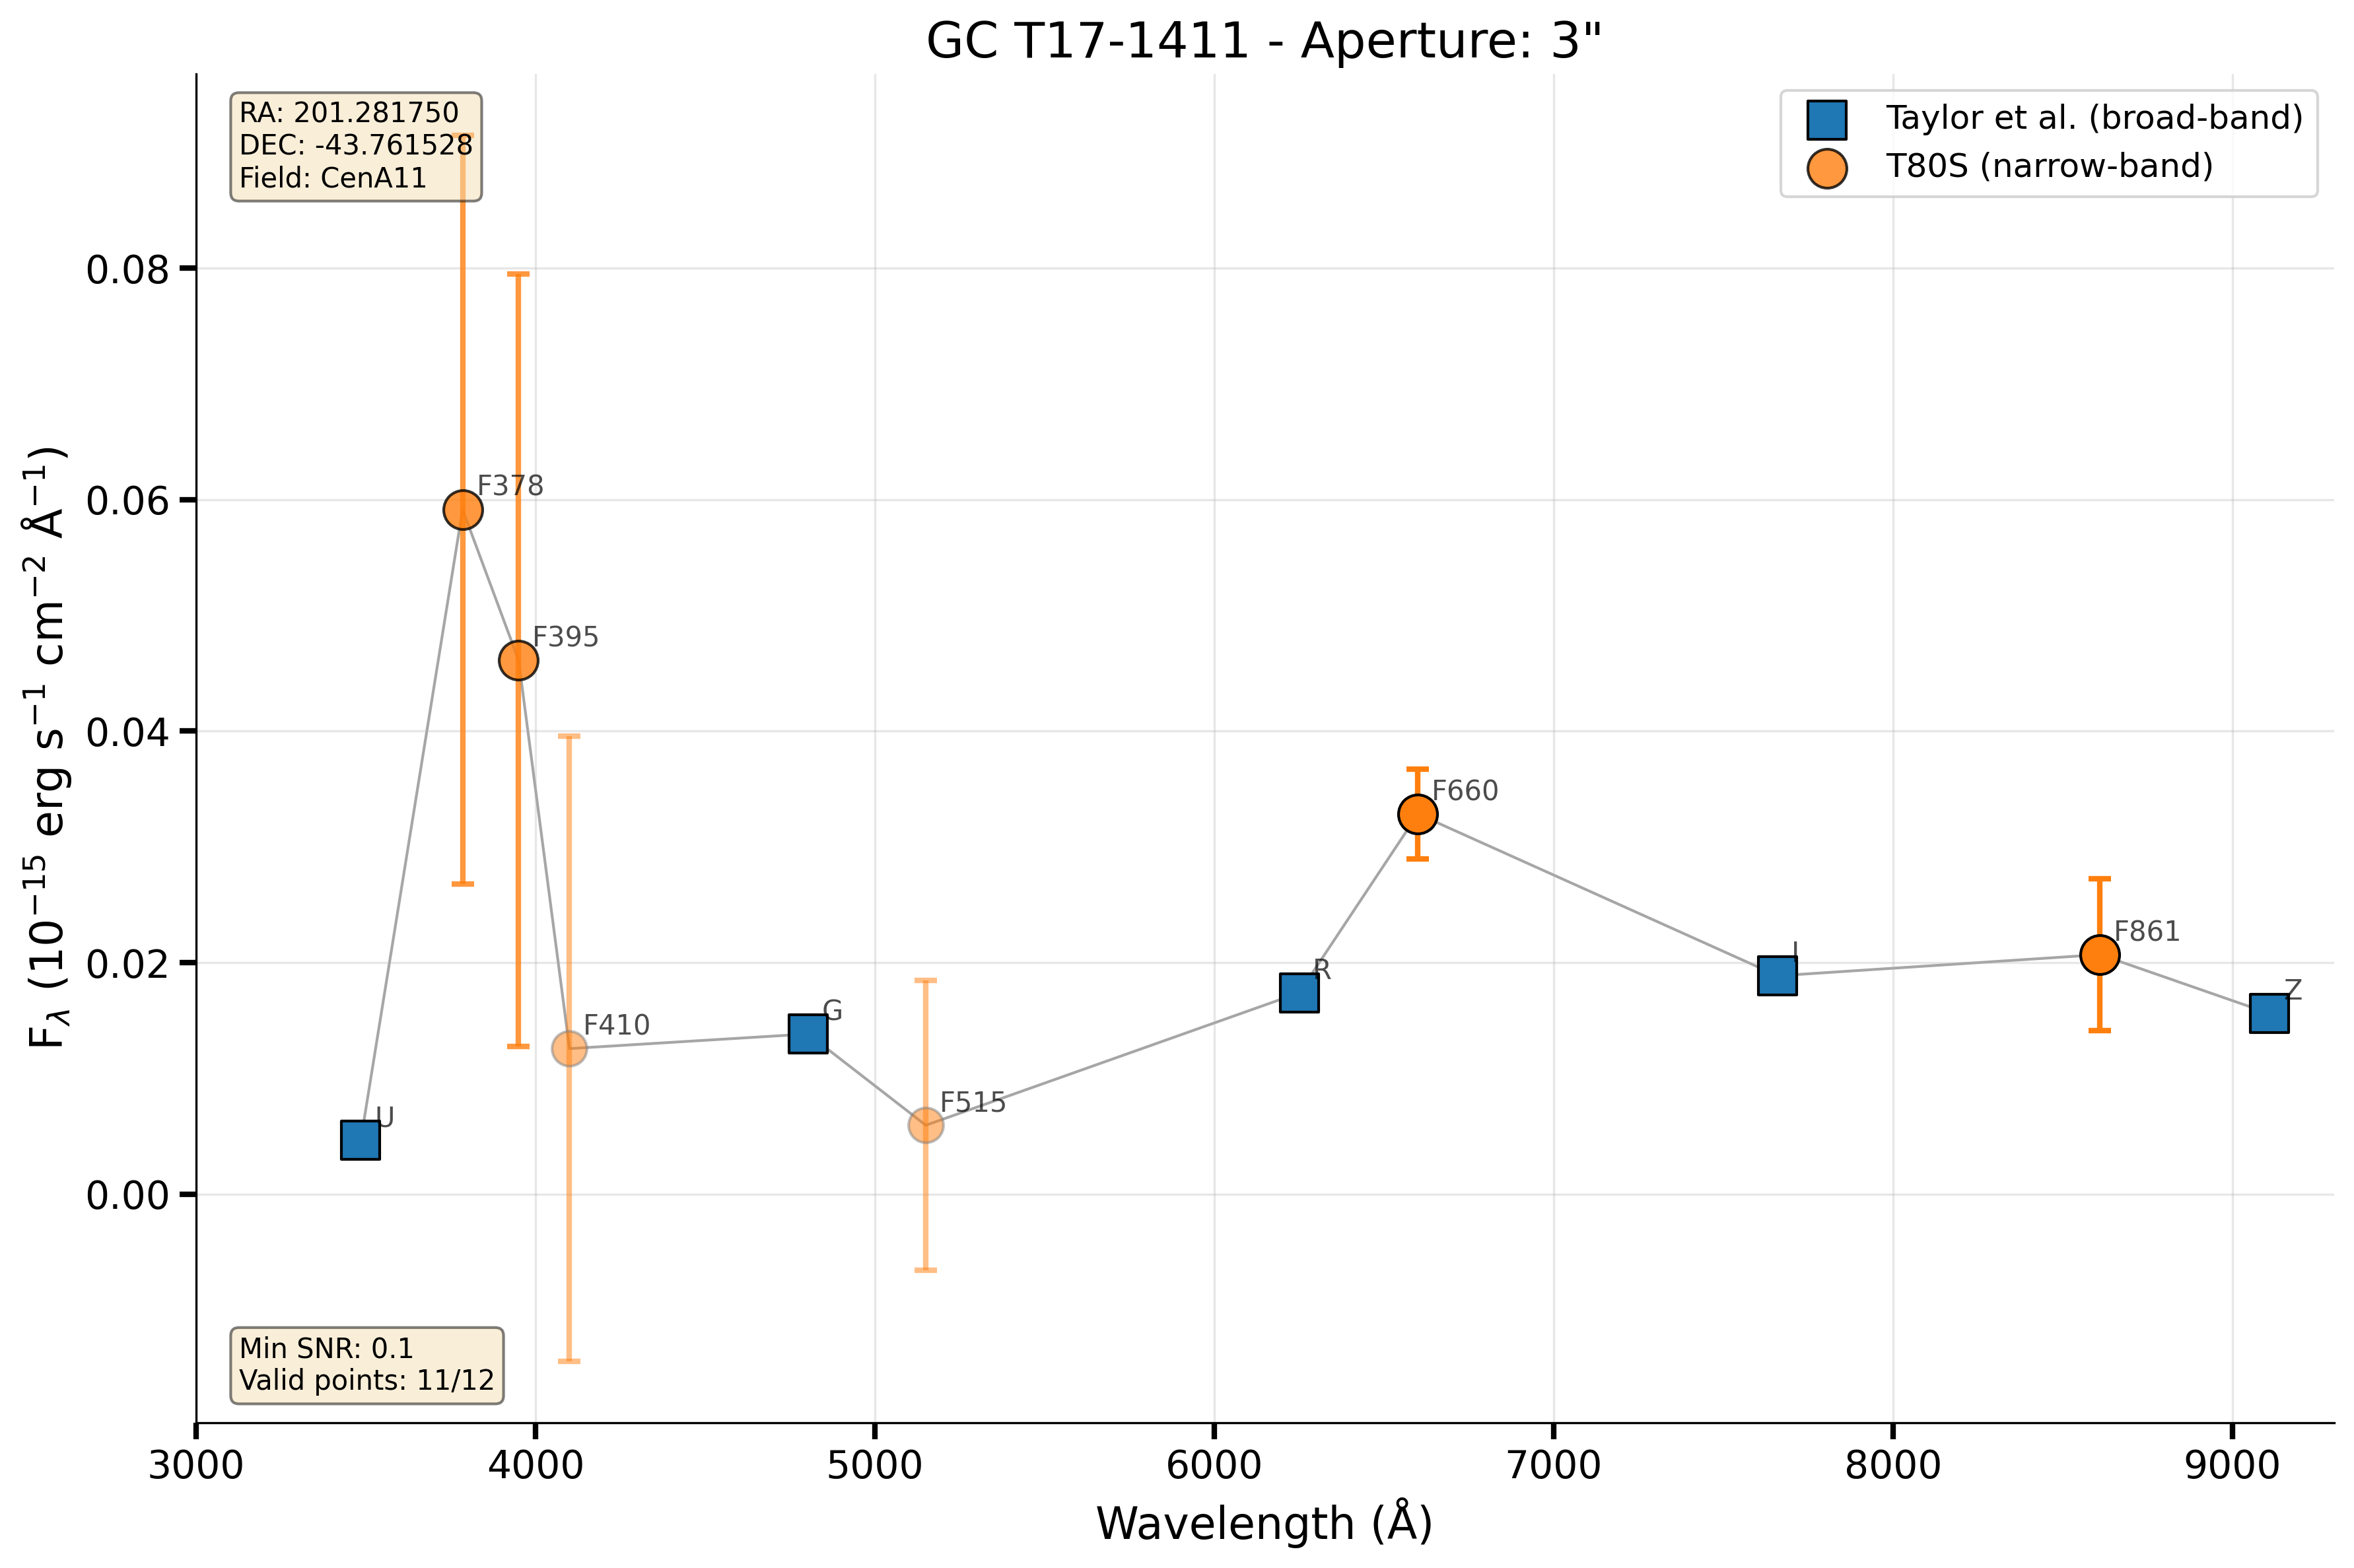 GC T17-1411 - Aperture: 3"
RA: 201.281750
DEC: -43.761528
Field: CenA11
Taylor et al. (broad-band)
T80S (narrow-band)
F378
F395
F410
F515
F660
F861
U
G
R
I
Z
Min SNR: 0.1
Valid points: 11/12
0.08
0.06
0.04
0.02
0.00
F_λ (10⁻¹⁵ erg s⁻¹ cm⁻² Å⁻¹)
3000 4000 5000 6000 7000 8000 9000
Wavelength (Å)